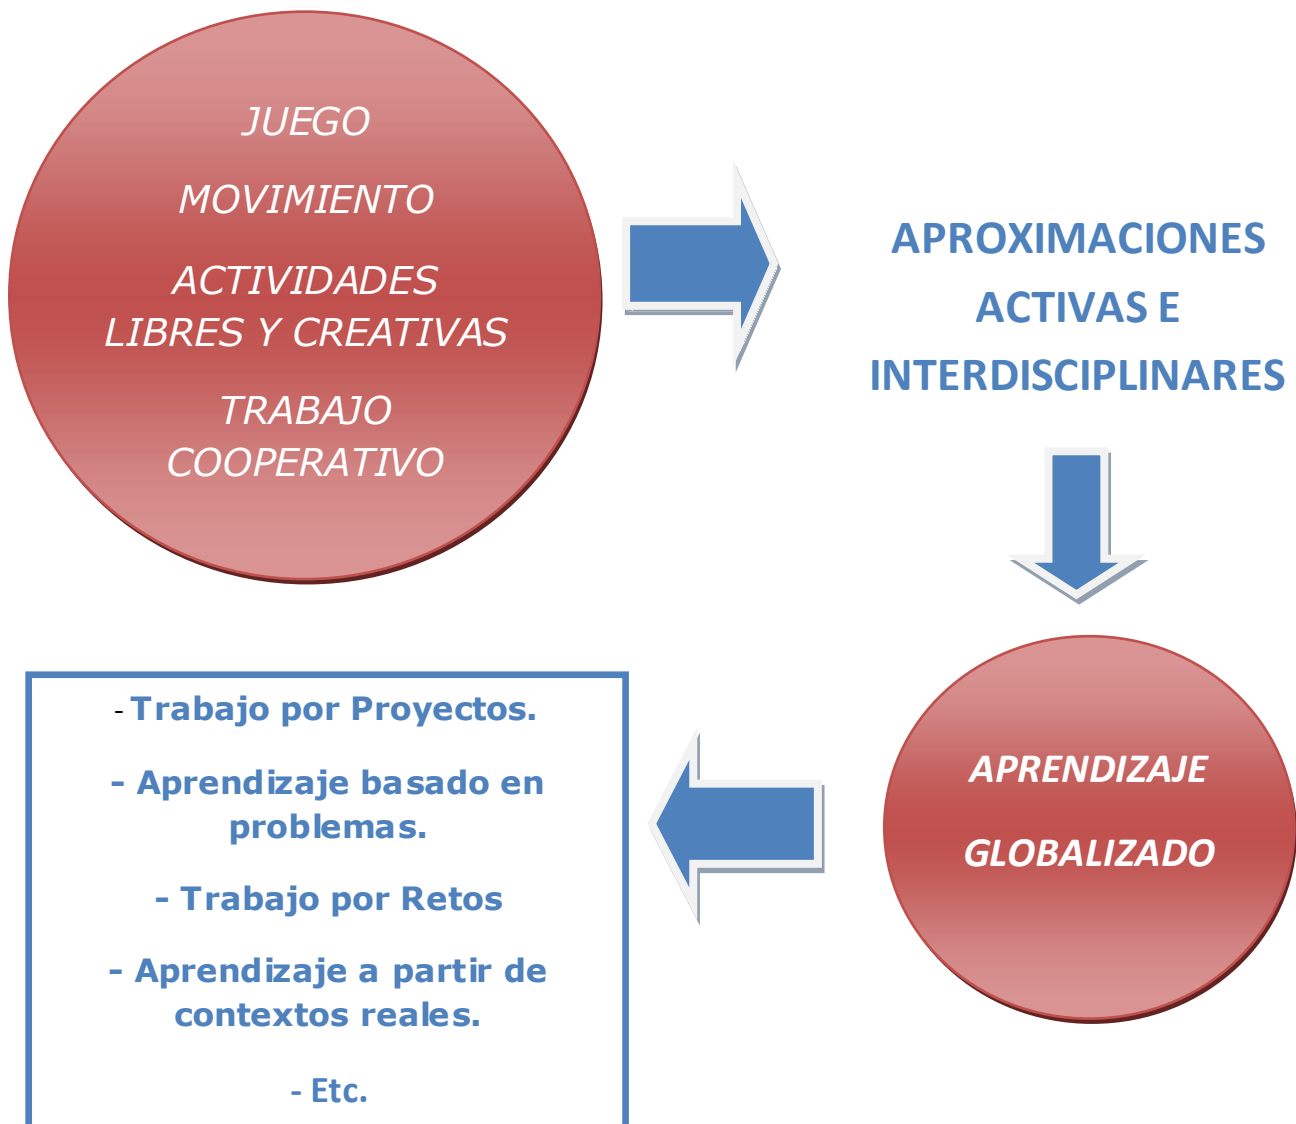 JUEGO
MOVIMIENTO
ACTIVIDADES
LIBRES Y CREATIVAS
TRABAJO
COOPERATIVO
APROXIMACIONES
ACTIVAS E
INTERDISCIPLINARES
APRENDIZAJE
GLOBALIZADO
- Trabajo por Proyectos.
- Aprendizaje basado en
problemas.
- Trabajo por Retos
- Aprendizaje a partir de
contextos reales.
- Etc.